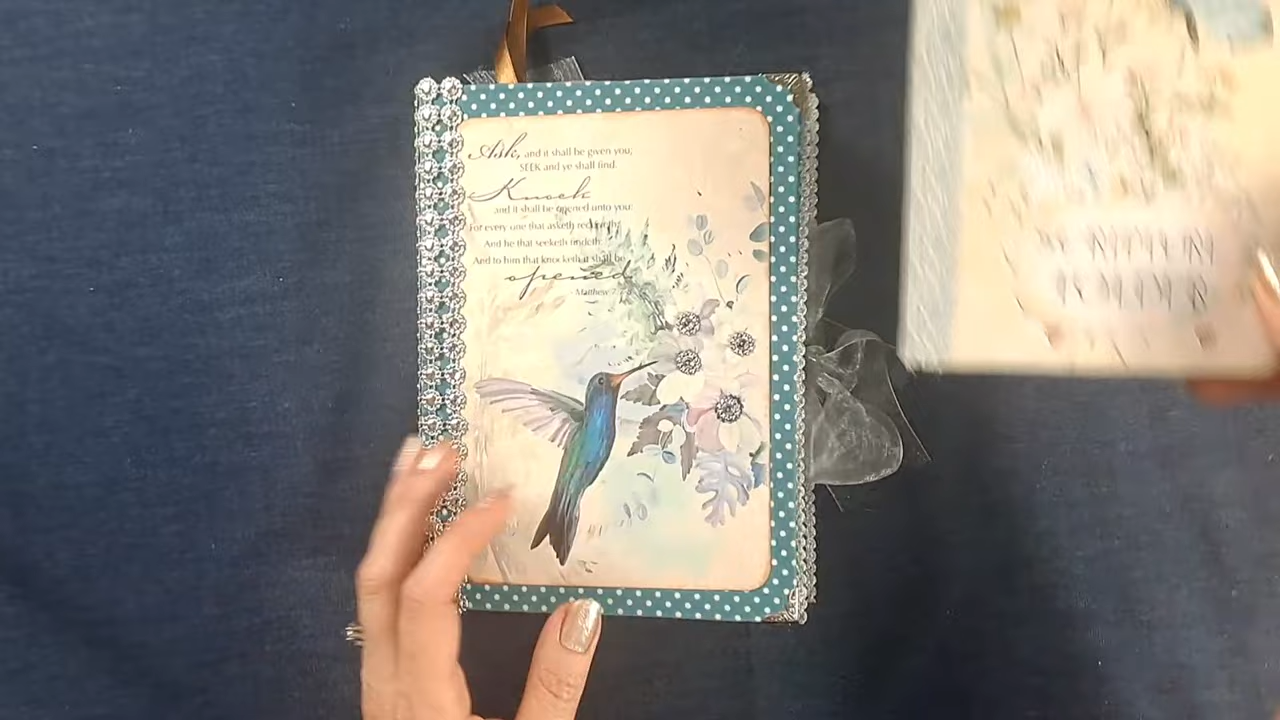 Ask, and it shall be given you;
SEEK and ye shall find.
Knock
and it shall be opened unto you:
For every one that asketh receiveth;
And he that seeketh findeth;
And to him that knocketh it shall be
opened
- Matthew 7: